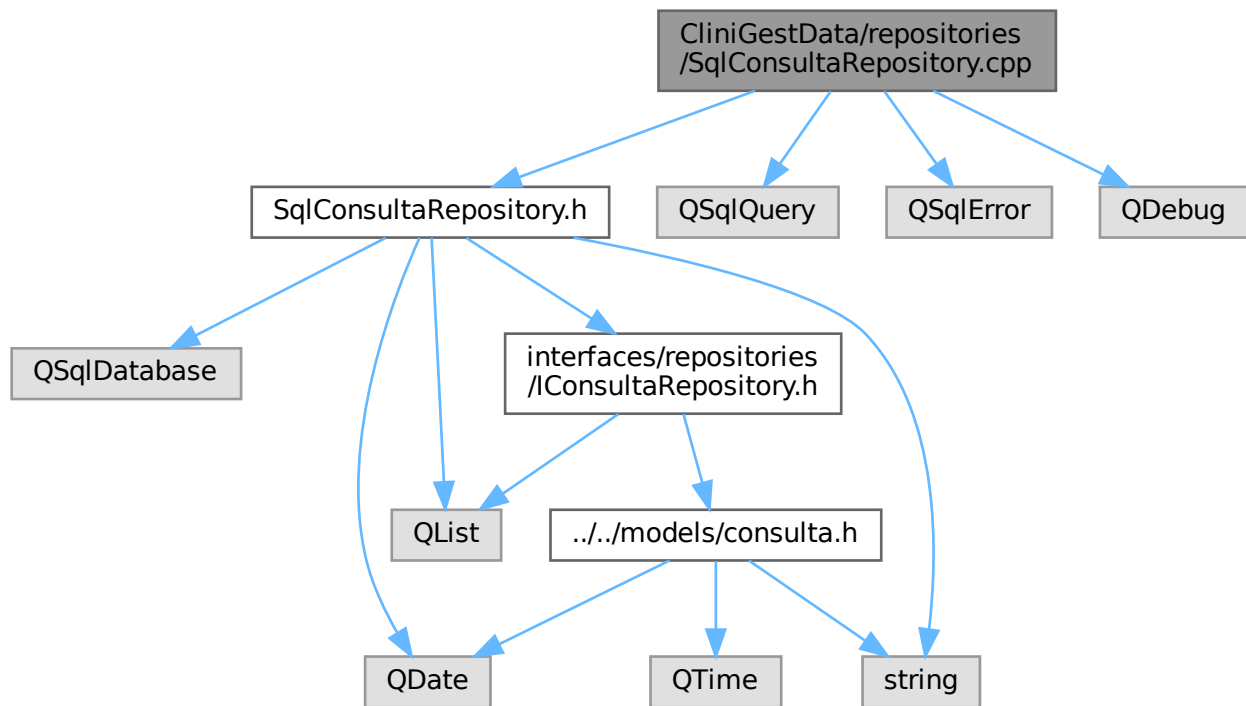 CliniGestData/repositories
/SqlConsultaRepository.cpp
SqlConsultaRepository.h
QSqlQuery
QSqlError
QDebug
QSqlDatabase
interfaces/repositories
/IConsultaRepository.h
QList
../../models/consulta.h
QDate
QTime
string